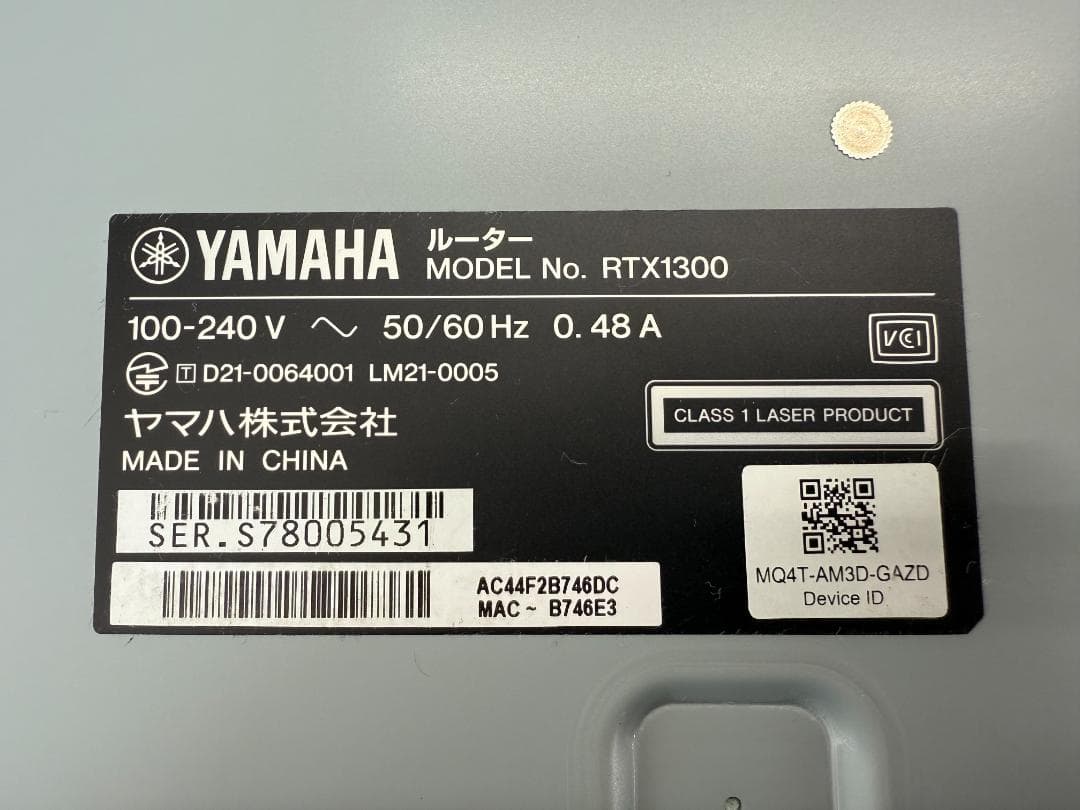 YAMAHA ルーター
MODEL No. RTX1300
100-240 V 〜 50/60 Hz 0.48 A
VCI
T D21-0064001 LM21-0005
CLASS 1 LASER PRODUCT
ヤマハ株式会社
MADE IN CHINA
SER.S78005431
AC44F2B746DC
MAC ~ B746E3
MQ4T-AM3D-GAZD
Device ID